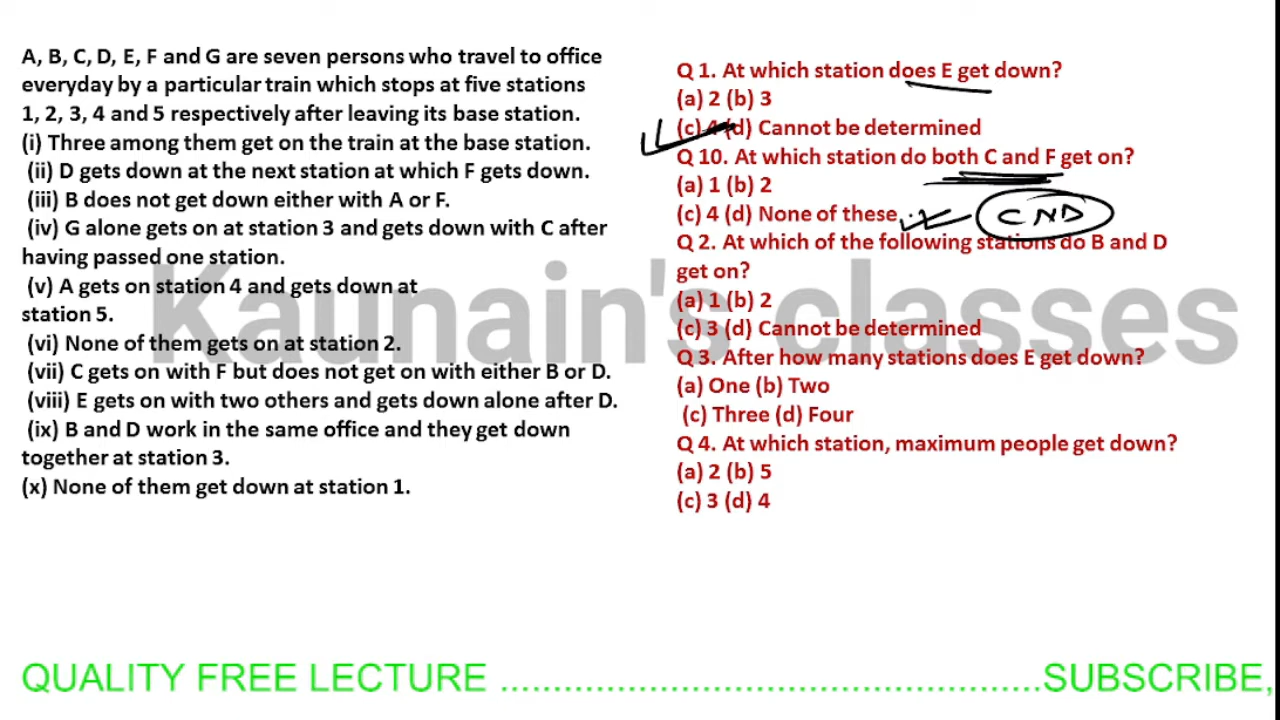 A, B, C, D, E, F and G are seven persons who travel to office
everyday by a particular train which stops at five stations
1, 2, 3, 4 and 5 respectively after leaving its base station.
(i) Three among them get on the train at the base station.
(ii) D gets down at the next station at which F gets down.
(iii) B does not get down either with A or F.
(iv) G alone gets on at station 3 and gets down with C after
having passed one station.
(v) A gets on station 4 and gets down at
station 5.
(vi) None of them gets on at station 2.
(vii) C gets on with F but does not get on with either B or D.
(viii) E gets on with two others and gets down alone after D.
(ix) B and D work in the same office and they get down
together at station 3.
(x) None of them get down at station 1.
Q 1. At which station does E get down?
(a) 2 (b) 3
(c) 4 (d) Cannot be determined
Q 10. At which station do both C and F get on?
(a) 1 (b) 2
(c) 4 (d) None of these
CND
Q 2. At which of the following stations do B and D
get on?
(a) 1 (b) 2
(c) 3 (d) Cannot be determined
Q 3. After how many stations does E get down?
(a) One (b) Two
(c) Three (d) Four
Q 4. At which station, maximum people get down?
(a) 2 (b) 5
(c) 3 (d) 4
Kaunain's classes
QUALITY FREE LECTURE ....................................................SUBSCRIBE,